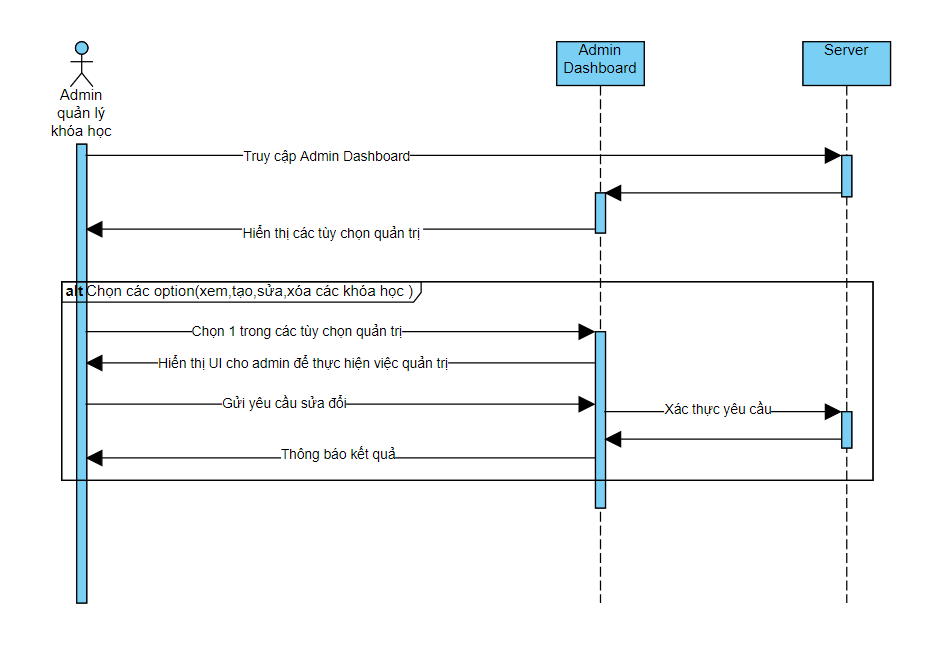 Admin
Dashboard
Server
Admin
quản lý
khóa học
Truy cập Admin Dashboard
Hiển thị các tùy chọn quản trị
alt Chọn các option(xem,tạo,sửa,xóa các khóa học )
Chọn 1 trong các tùy chọn quản trị
Hiển thị UI cho admin để thực hiện việc quản trị
Gửi yêu cầu sửa đổi
Xác thực yêu cầu
Thông báo kết quả